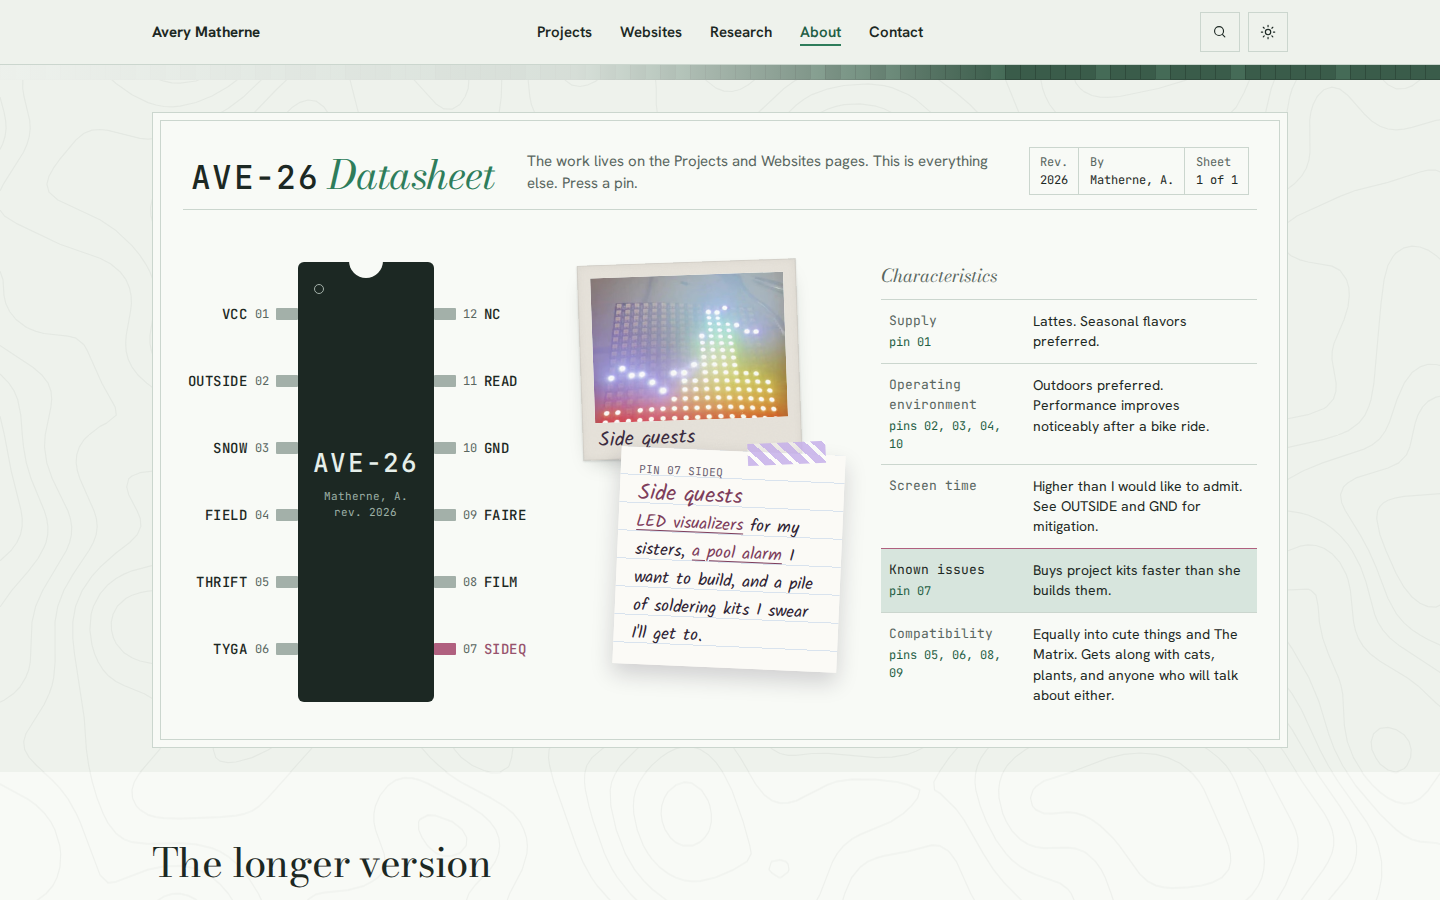 Avery Matherne
Projects
Websites
Research
About
Contact
AVE-26 Datasheet
The work lives on the Projects and Websites pages. This is everything
else. Press a pin.
Rev.
2026
By
Matherne, A.
Sheet
1 of 1
VCC 01
OUTSIDE 02
SNOW 03
FIELD 04
THRIFT 05
TYGA 06
AVE-26
Matherne, A.
rev. 2026
12 NC
11 READ
10 GND
09 FAIRE
08 FILM
07 SIDEQ
Side quests
PIN 07 SIDEQ
Side quests
LED visualizers for my
sisters, a pool alarm I
want to build, and a pile
of soldering kits I swear
I'll get to.
Characteristics
Supply
pin 01
Lattes. Seasonal flavors
preferred.
Operating
environment
pins 02, 03, 04,
10
Outdoors preferred.
Performance improves
noticeably after a bike ride.
Screen time
Higher than I would like to admit.
See OUTSIDE and GND for
mitigation.
Known issues
pin 07
Buys project kits faster than she
builds them.
Compatibility
pins 05, 06, 08,
09
Equally into cute things and The
Matrix. Gets along with cats,
plants, and anyone who will talk
about either.
The longer version